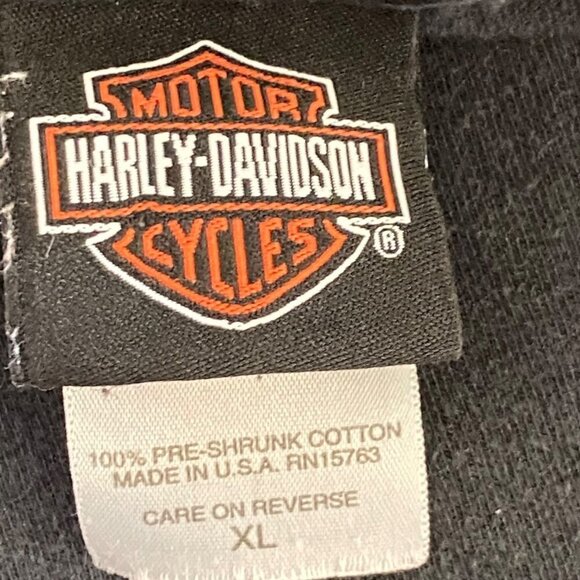 MOTOR
HARLEY-DAVIDSON
CYCLES
®
100% PRE-SHRUNK COTTON
MADE IN U.S.A. RN15763
CARE ON REVERSE
XL